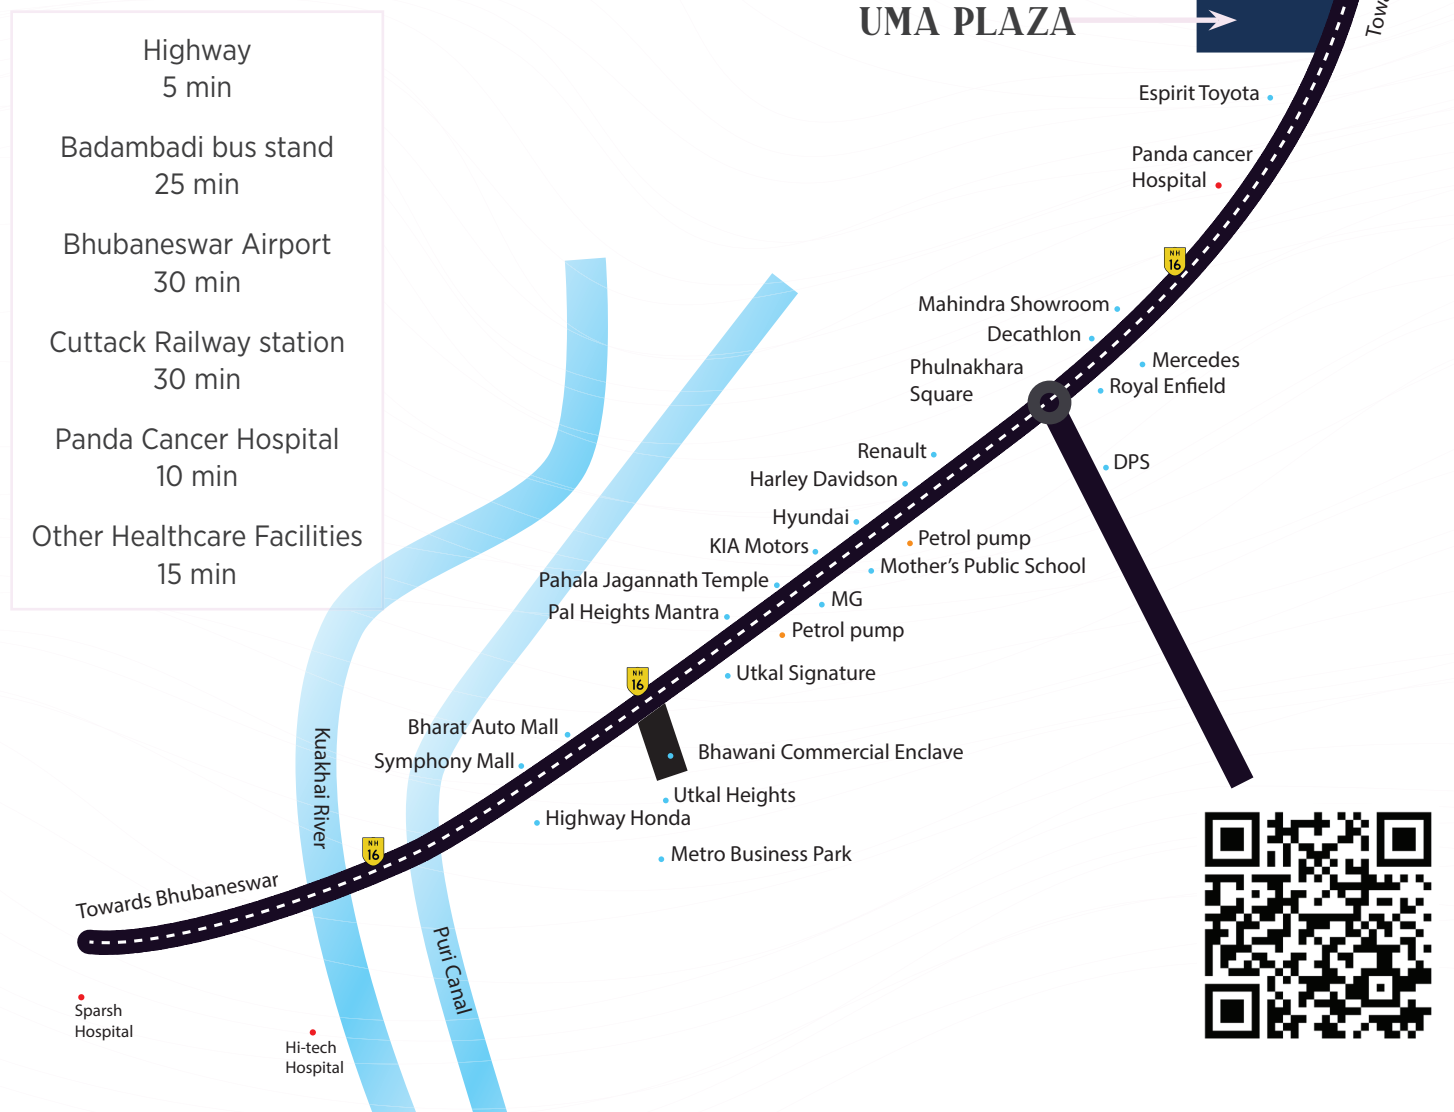 UMA PLAZA
Highway
5 min
Badambadi bus stand
25 min
Bhubaneswar Airport
30 min
Cuttack Railway station
30 min
Panda Cancer Hospital
10 min
Other Healthcare Facilities
15 min
Espirit Toyota
Panda cancer
Hospital
NH
16
Mahindra Showroom
Decathlon
Phulnakhara
Square
Mercedes
Royal Enfield
DPS
Renault
Harley Davidson
Hyundai
KIA Motors
Pahala Jagannath Temple
Pal Heights Mantra
Petrol pump
Mother's Public School
MG
Petrol pump
Utkal Signature
NH
16
Bharat Auto Mall
Symphony Mall
Bhawani Commercial Enclave
Utkal Heights
Highway Honda
Metro Business Park
Kuakhai River
NH
16
Towards Bhubaneswar
Puri Canal
Sparsh
Hospital
Hi-tech
Hospital